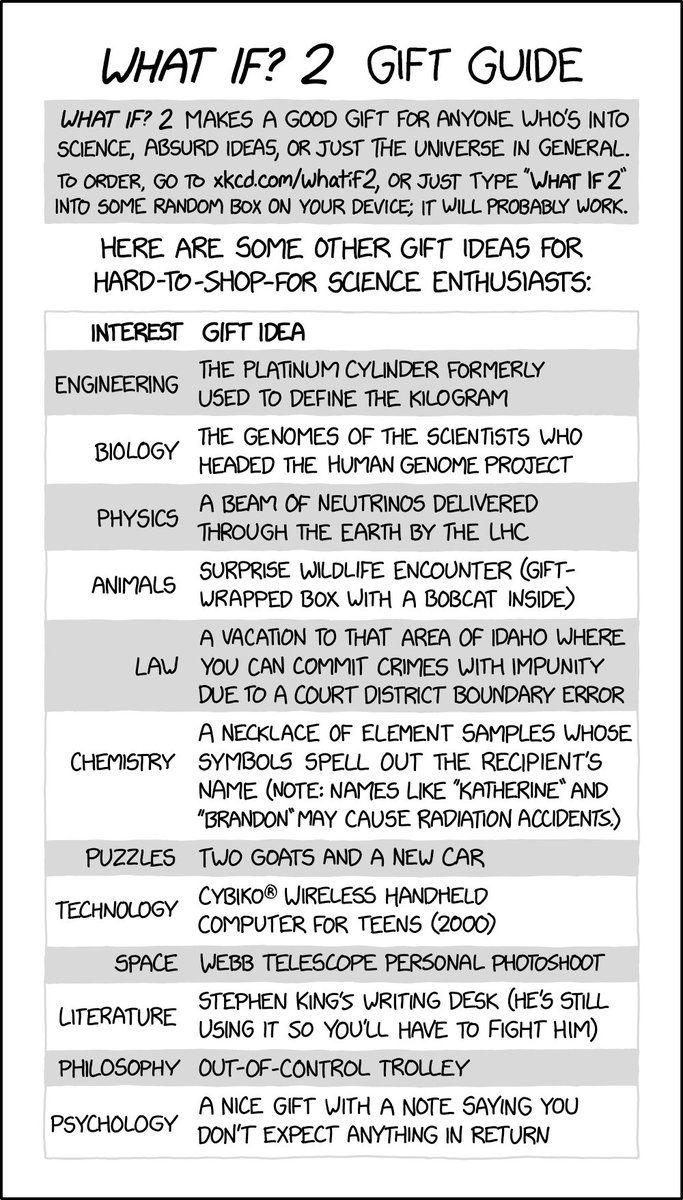 WHAT IF? 2 GIFT GUIDE
WHAT IF? 2 MAKES A GOOD GIFT FOR ANYONE WHO'S INTO
SCIENCE, ABSURD IDEAS, OR JUST THE UNIVERSE IN GENERAL.
TO ORDER, GO TO xkcd.com/whatif2, OR JUST TYPE "WHAT IF 2"
INTO SOME RANDOM BOX ON YOUR DEVICE; IT WILL PROBABLY WORK.
HERE ARE SOME OTHER GIFT IDEAS FOR
HARD-TO-SHOP-FOR SCIENCE ENTHUSIASTS:
INTEREST GIFT IDEA
ENGINEERING THE PLATINUM CYLINDER FORMERLY
USED TO DEFINE THE KILOGRAM
BIOLOGY THE GENOMES OF THE SCIENTISTS WHO
HEADED THE HUMAN GENOME PROJECT
PHYSICS A BEAM OF NEUTRINOS DELIVERED
THROUGH THE EARTH BY THE LHC
ANIMALS SURPRISE WILDLIFE ENCOUNTER (GIFT-
WRAPPED BOX WITH A BOBCAT INSIDE)
LAW A VACATION TO THAT AREA OF IDAHO WHERE
YOU CAN COMMIT CRIMES WITH IMPUNITY
DUE TO A COURT DISTRICT BOUNDARY ERROR
CHEMISTRY A NECKLACE OF ELEMENT SAMPLES WHOSE
SYMBOLS SPELL OUT THE RECIPIENT'S
NAME (NOTE: NAMES LIKE "KATHERINE" AND
"BRANDON" MAY CAUSE RADIATION ACCIDENTS.)
PUZZLES TWO GOATS AND A NEW CAR
TECHNOLOGY CYBIKO® WIRELESS HANDHELD
COMPUTER FOR TEENS (2000)
SPACE WEBB TELESCOPE PERSONAL PHOTOSHOOT
LITERATURE STEPHEN KING'S WRITING DESK (HE'S STILL
USING IT SO YOU'LL HAVE TO FIGHT HIM)
PHILOSOPHY OUT-OF-CONTROL TROLLEY
PSYCHOLOGY A NICE GIFT WITH A NOTE SAYING YOU
DON'T EXPECT ANYTHING IN RETURN